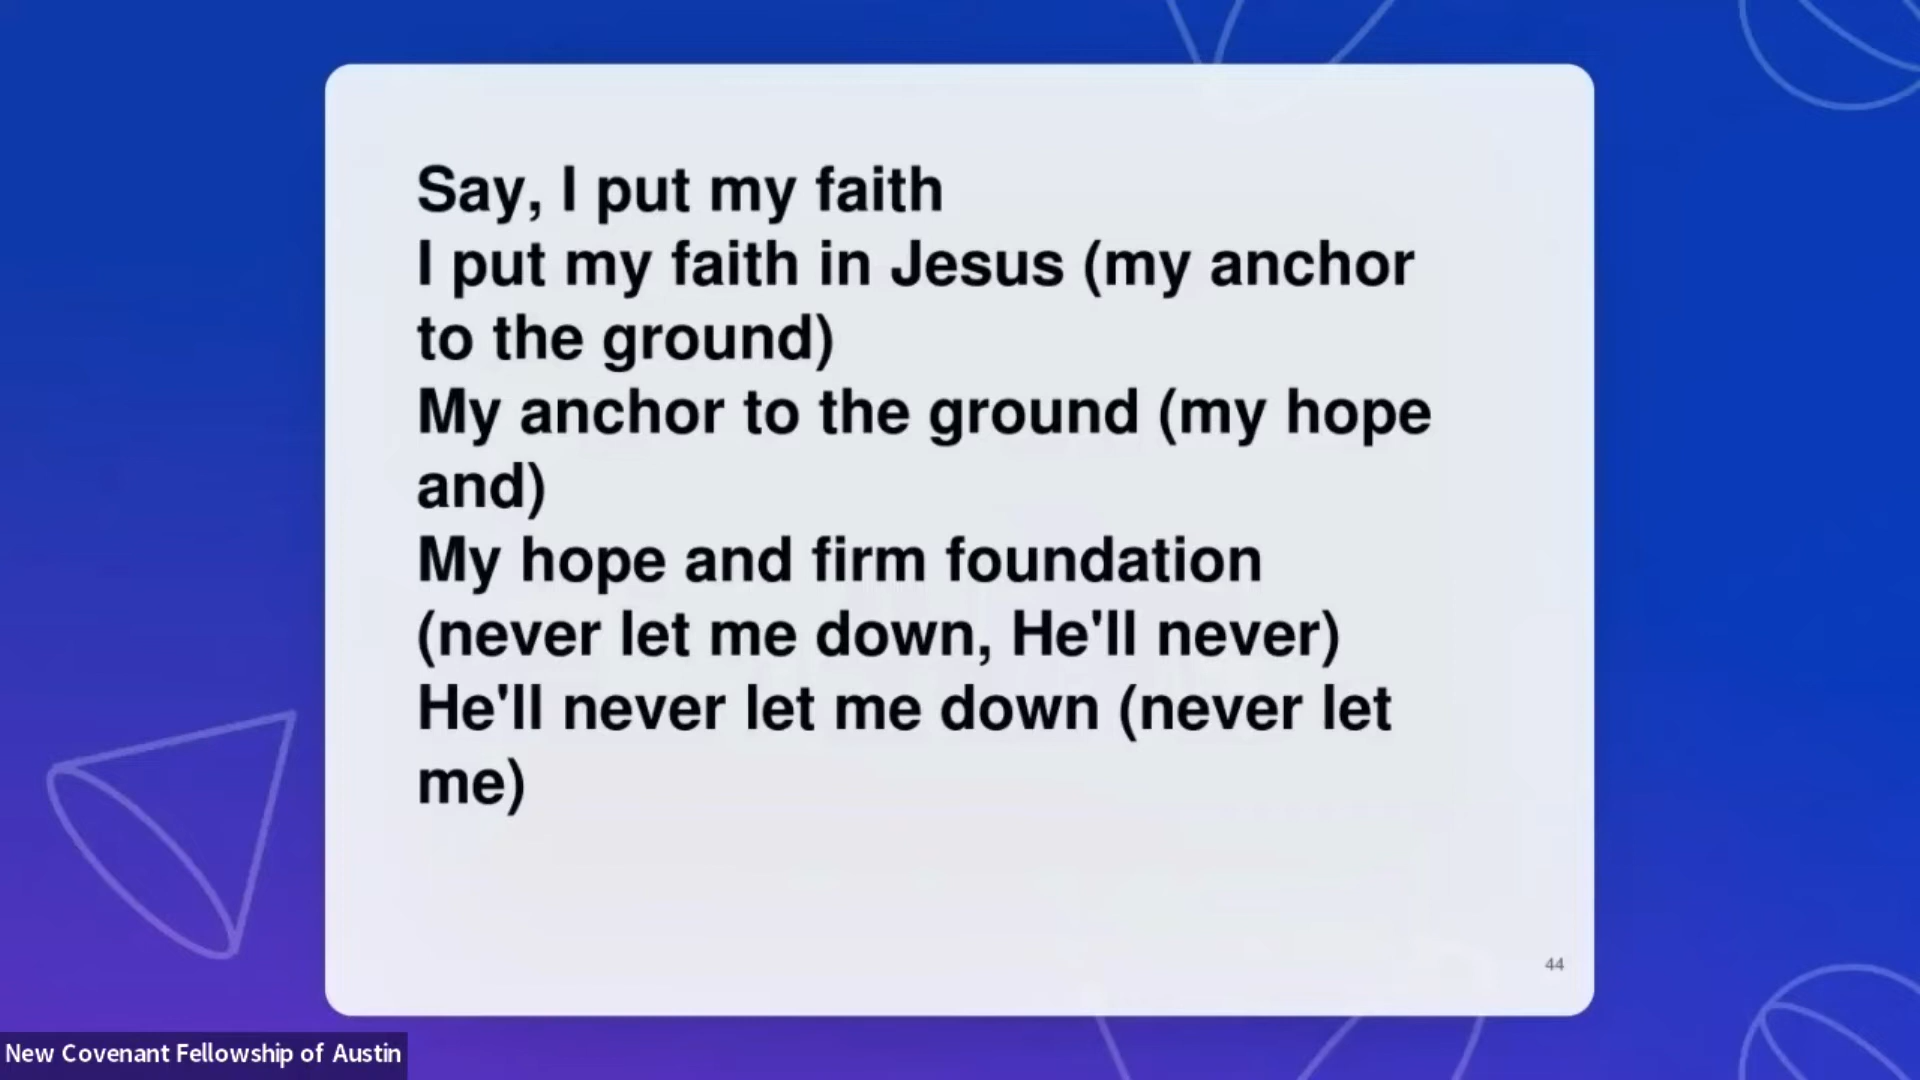 Say, I put my faith
I put my faith in Jesus (my anchor
to the ground)
My anchor to the ground (my hope
and)
My hope and firm foundation
(never let me down, He'll never)
He'll never let me down (never let
me)
44
New Covenant Fellowship of Austin